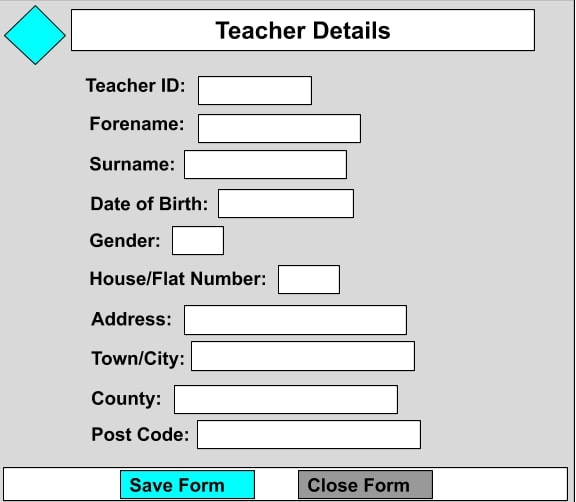 Teacher Details
Teacher ID:
Forename:
Surname:
Date of Birth:
Gender:
House/Flat Number:
Address:
Town/City:
County:
Post Code:
Save Form Close Form